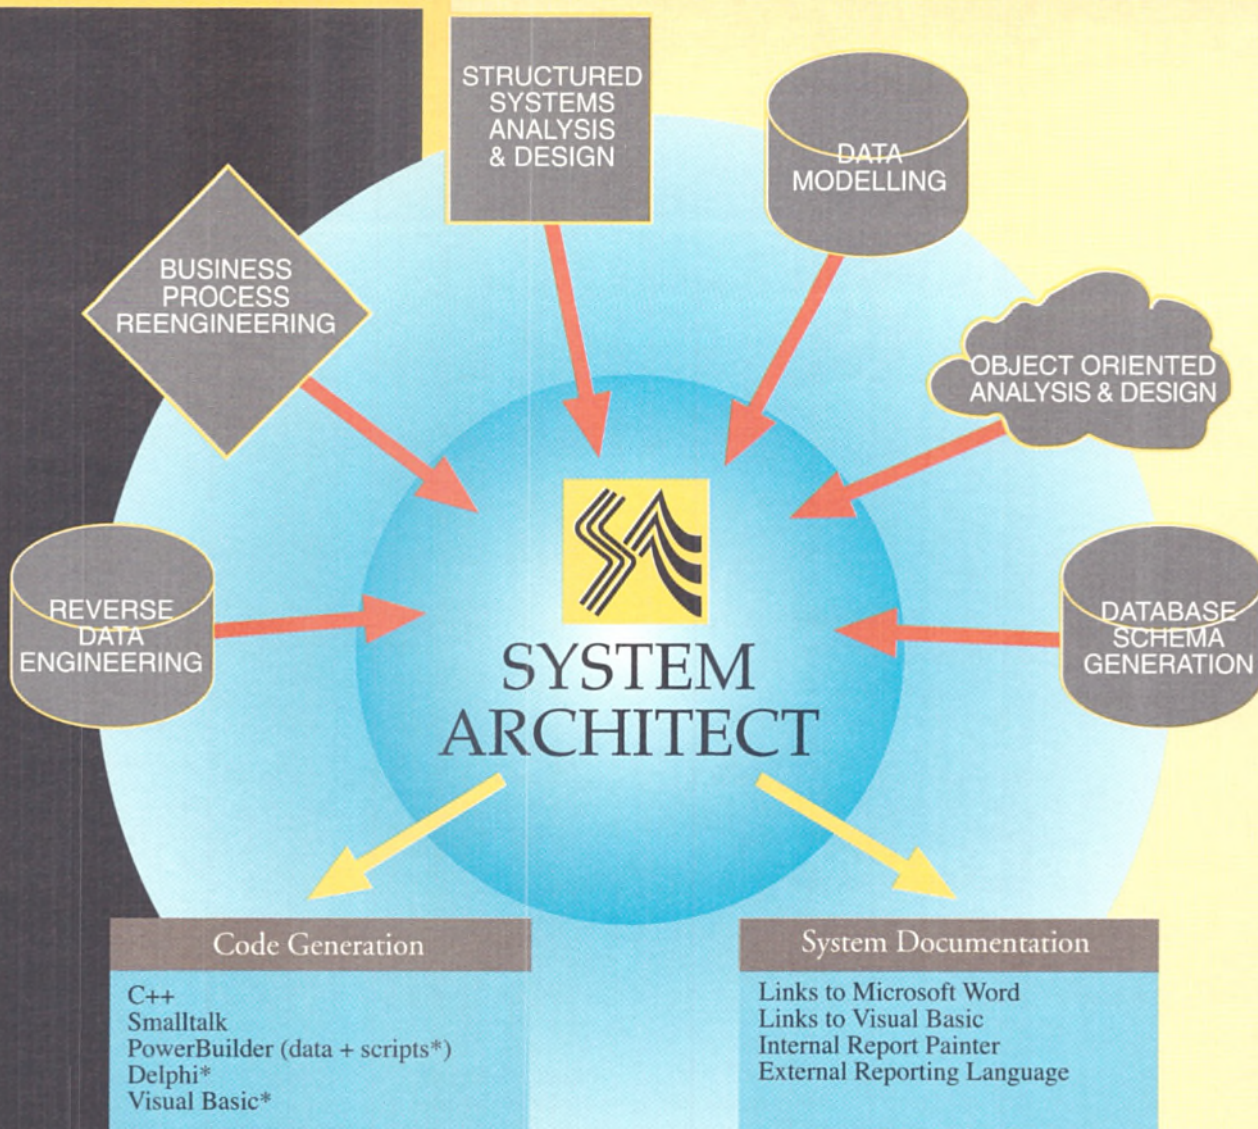 STRUCTURED
SYSTEMS
ANALYSIS
& DESIGN
DATA
MODELLING
BUSINESS
PROCESS
REENGINEERING
OBJECT ORIENTED
ANALYSIS & DESIGN
REVERSE
DATA
ENGINEERING
DATABASE
SCHEMA
GENERATION
SA
SYSTEM
ARCHITECT
Code Generation
C++
Smalltalk
PowerBuilder (data + scripts*)
Delphi*
Visual Basic*
System Documentation
Links to Microsoft Word
Links to Visual Basic
Internal Report Painter
External Reporting Language